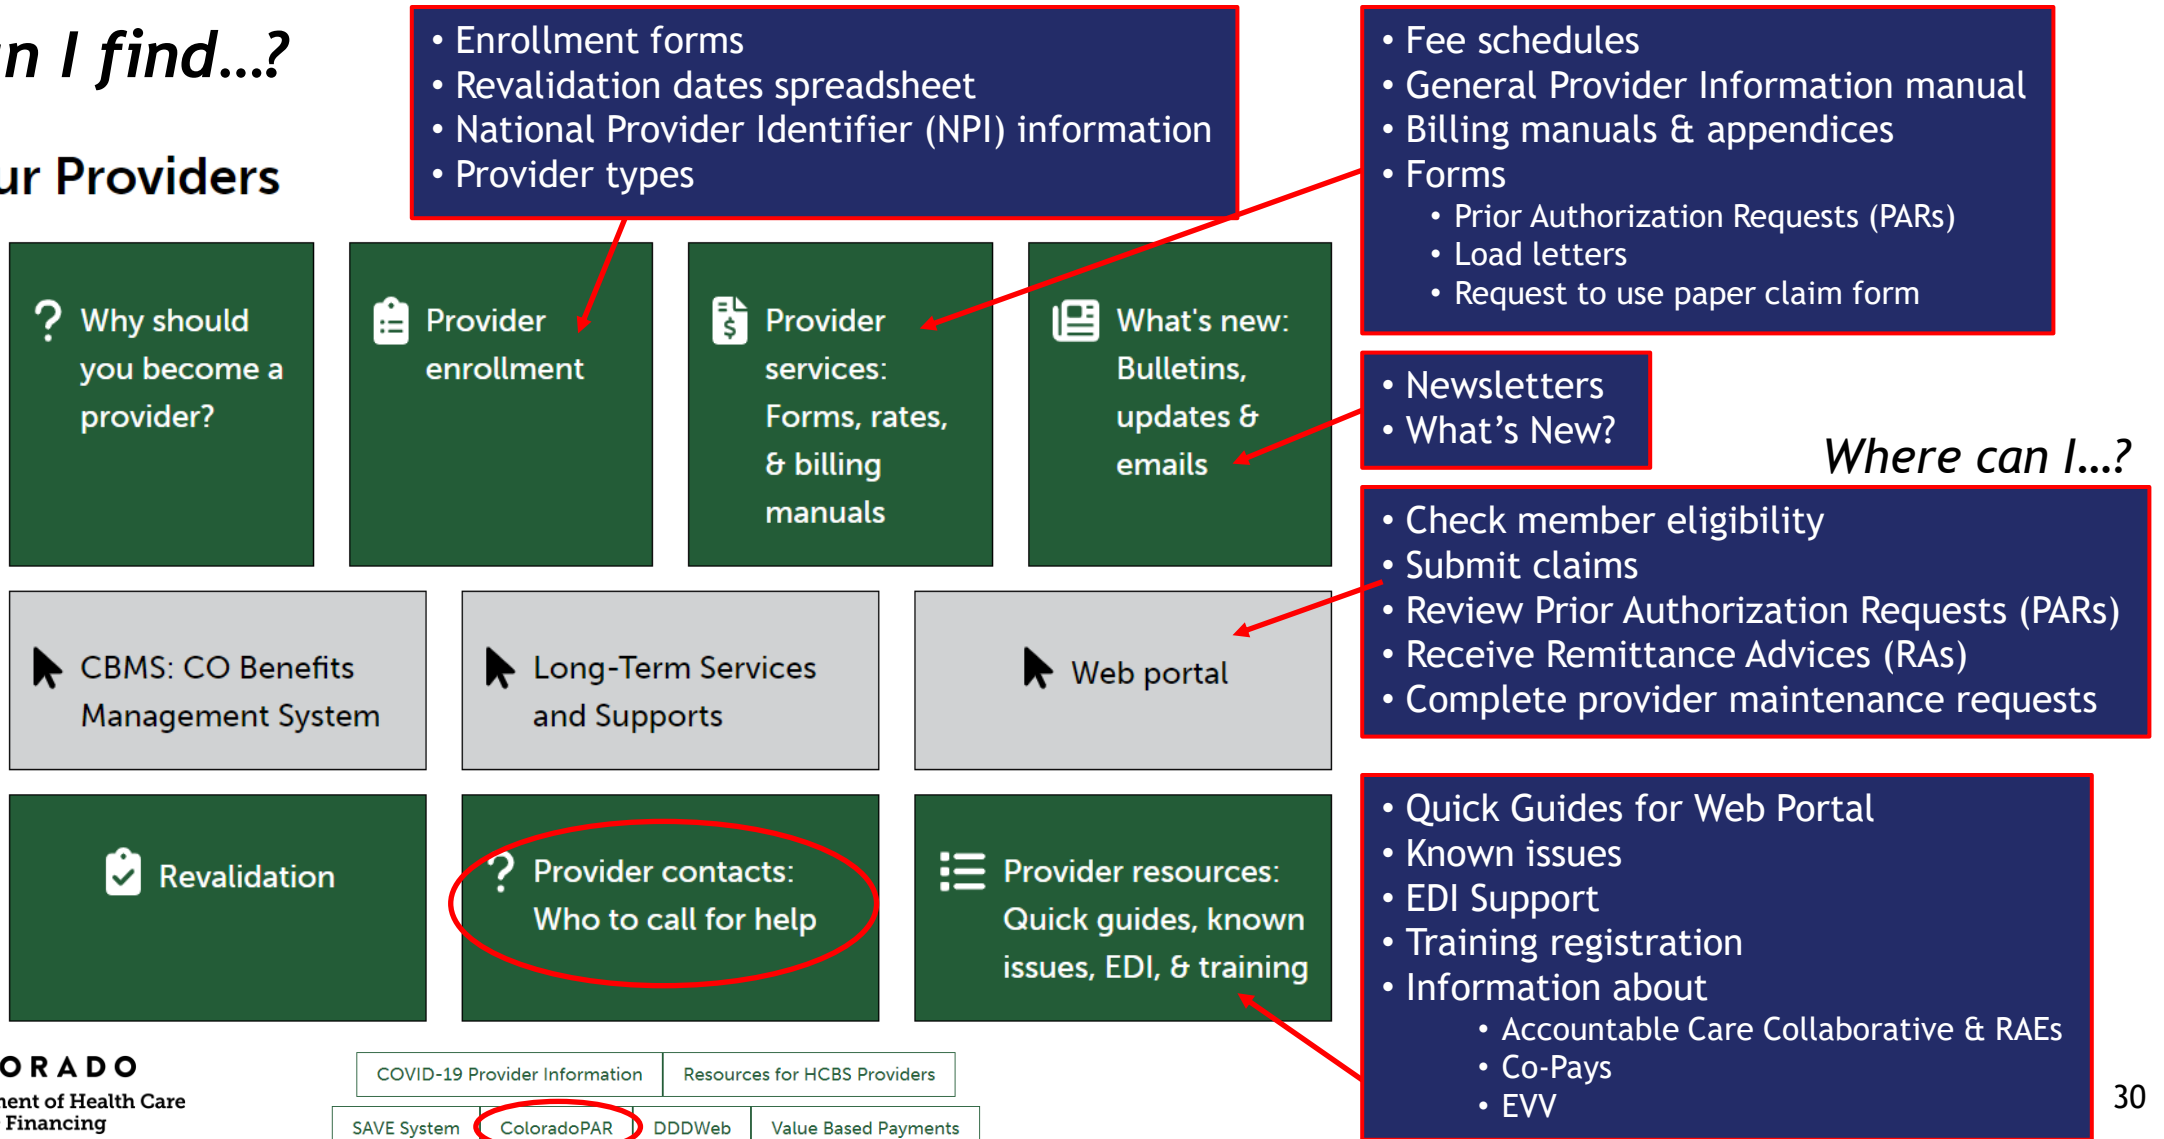 n I find…?
ur Providers
• Enrollment forms
• Revalidation dates spreadsheet
• National Provider Identifier (NPI) information
• Provider types
• Fee schedules
• General Provider Information manual
• Billing manuals & appendices
• Forms
• Prior Authorization Requests (PARs)
• Load letters
• Request to use paper claim form
? Why should
you become a
provider?
Provider
enrollment
Provider
services:
Forms, rates,
& billing
manuals
What's new:
Bulletins,
updates &
emails
• Newsletters
• What’s New?
Where can I…?
• Check member eligibility
• Submit claims
• Review Prior Authorization Requests (PARs)
• Receive Remittance Advices (RAs)
• Complete provider maintenance requests
CBMS: CO Benefits
Management System
Long-Term Services
and Supports
Web portal
Revalidation
? Provider contacts:
Who to call for help
Provider resources:
Quick guides, known
issues, EDI, & training
• Quick Guides for Web Portal
• Known issues
• EDI Support
• Training registration
• Information about
• Accountable Care Collaborative & RAEs
• Co-Pays
• EVV
ORADO
ment of Health Care
Financing
COVID-19 Provider Information
Resources for HCBS Providers
SAVE System
ColoradoPAR
DDDWeb
Value Based Payments
30